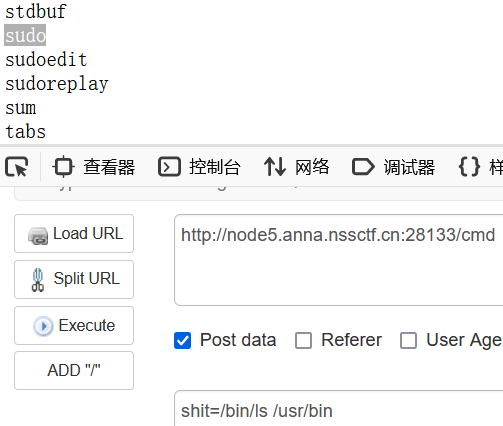 stdbuf
sudo
sudoedit
sudoreplay
sum
tabs
查看器 控制台 网络 调试器 {} 样
Load URL
http://node5.anna.nssctf.cn:28133/cmd
Split URL
Execute
Post data Referer User Age
ADD "/"
shit=/bin/ls /usr/bin